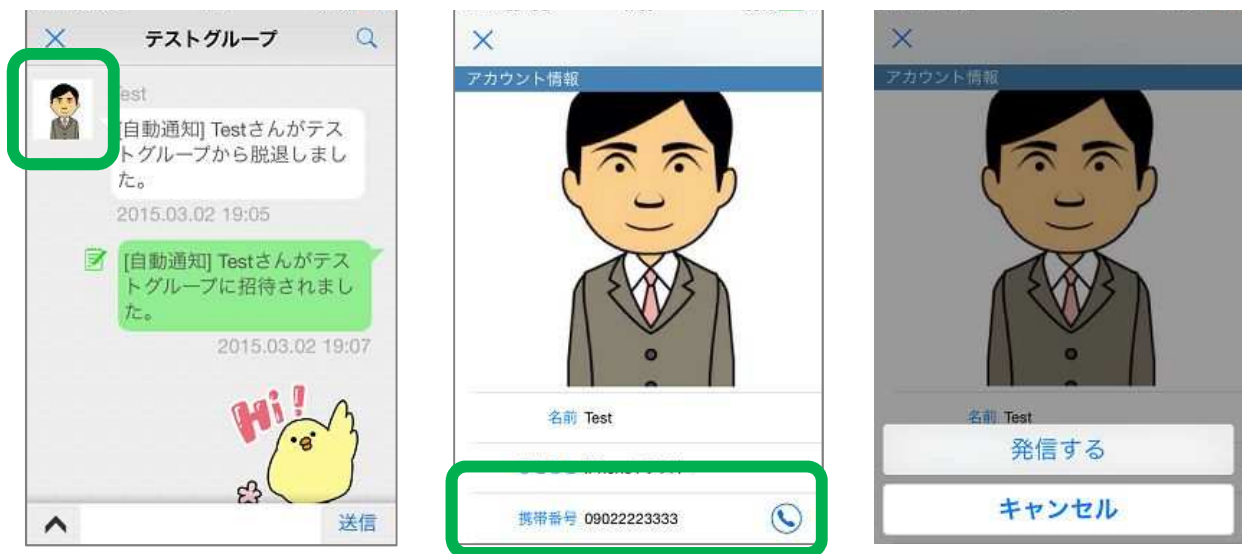 テストグループ
Test
[自動通知] Testさんがテス
トグループから脱退しまし
た。
2015.03.02 19:05
[自動通知] Testさんがテス
トグループに招待されまし
た。
2015.03.02 19:07
Hi!
送信
アカウント情報
名前 Test
携帯番号 09022223333
アカウント情報
名前 Test
発信する
キャンセル